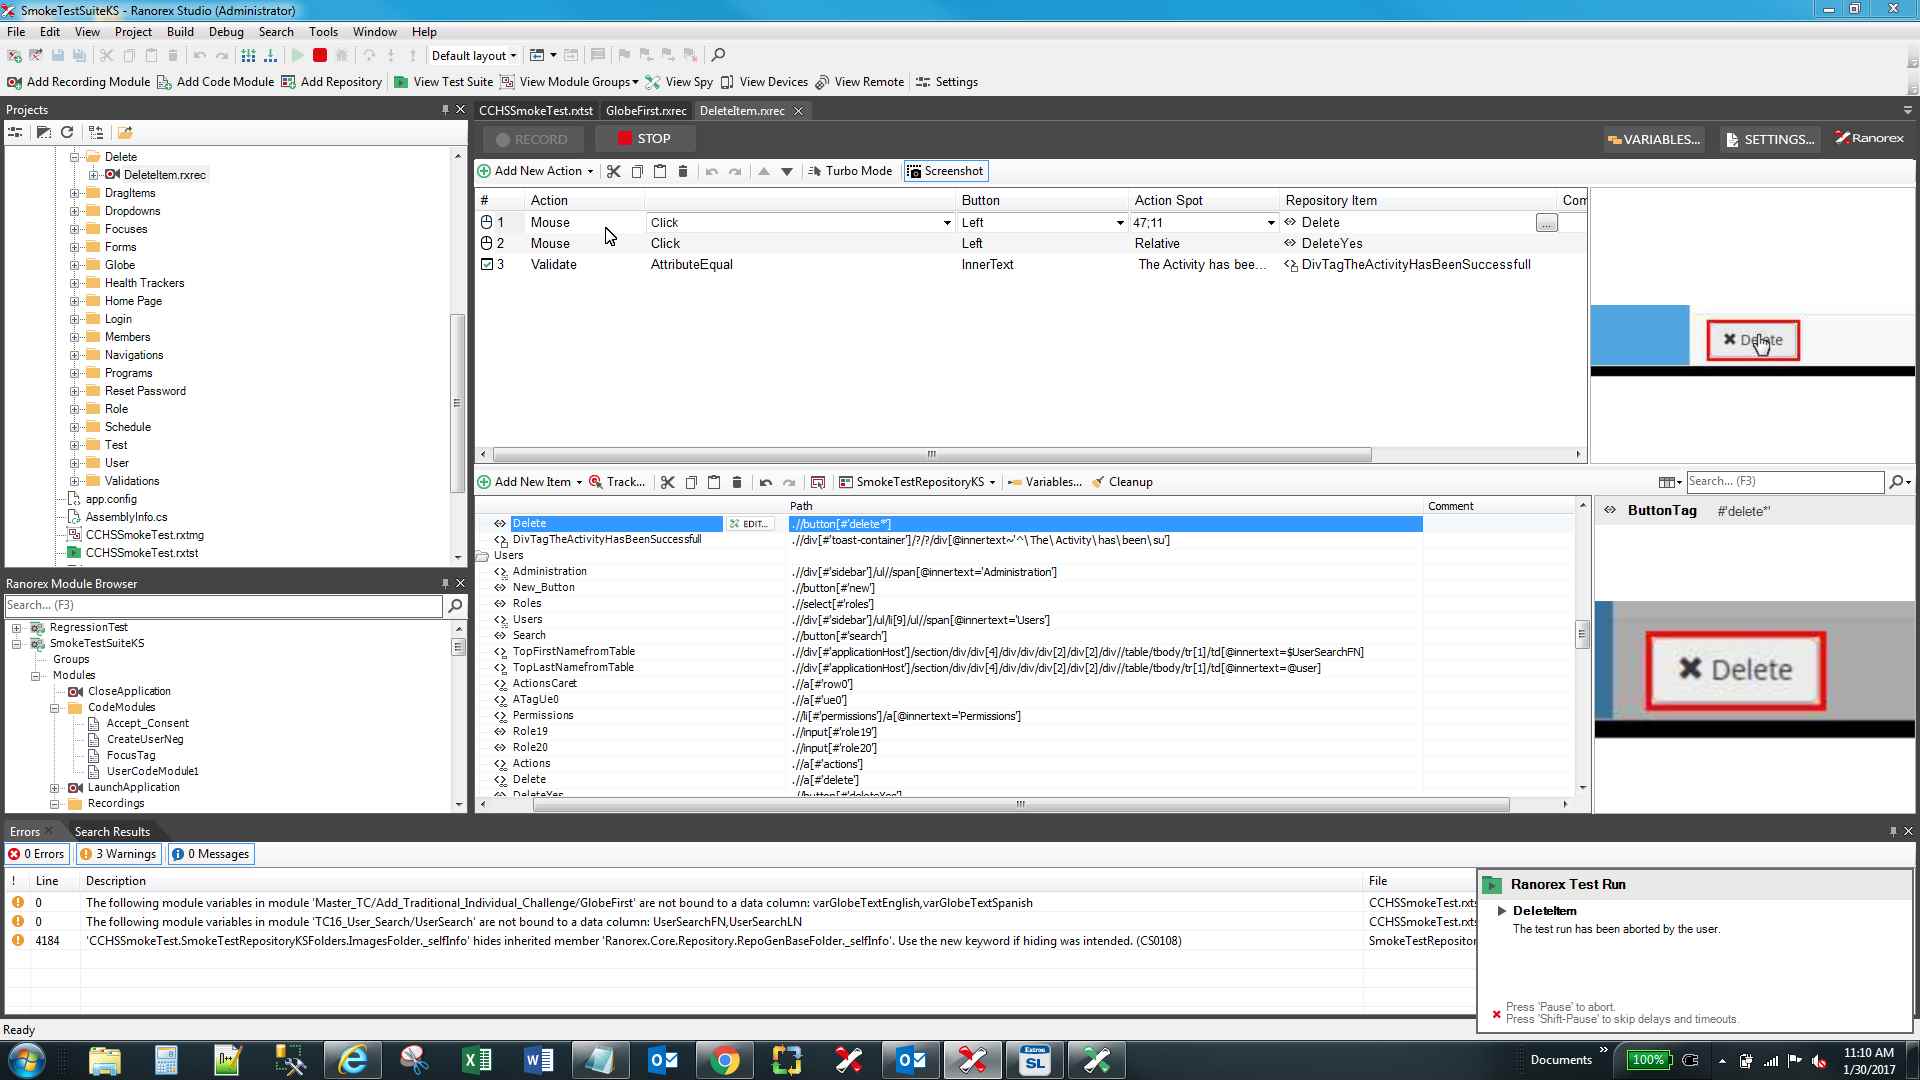 SmokeTestSuiteKS - Ranorex Studio (Administrator)
File Edit View Project Build Debug Search Tools Window Help
Default layout
Add Recording Module Add Code Module Add Repository View Test Suite View Module Groups View Spy View Devices View Remote Settings
Projects
Delete
DeleteItem.rxrec
DragItems
Dropdowns
Focuses
Forms
Globe
Health Trackers
Home Page
Login
Members
Navigations
Programs
Reset Password
Role
Schedule
Test
User
Validations
app.config
AssemblyInfo.cs
CCHSSmokeTest.rxtmg
CCHSSmokeTest.rxtst
Ranorex Module Browser
Search... (F3)
RegressionTest
SmokeTestSuiteKS
Groups
Modules
CloseApplication
CodeModules
Accept_Consent
CreateUserNeg
FocusTag
UserCodeModule1
LaunchApplication
Recordings
CCHSSmokeTest.rxtst GlobeFirst.rxrec DeleteItem.rxrec
RECORD STOP VARIABLES... SETTINGS... Ranorex
Add New Action Turbo Mode Screenshot
# Action Button Action Spot Repository Item Com
1 Mouse Click Left 47;11 Delete ...
2 Mouse Click Left Relative DeleteYes
3 Validate AttributeEqual InnerText The Activity has bee... DivTagTheActivityHasBeenSuccessfull
Delete
Add New Item Track... SmokeTestRepositoryKS Variables... Cleanup Search... (F3)
Path Comment
Delete EDIT... .//button[#'delete*']
DivTagTheActivityHasBeenSuccessfull .//div[#'toast-container']/?/?/div[@innertext~'^\ The\ Activity\ has\ been\ su']
Users
Administration .//div[#'sidebar']/ul//span[@innertext='Administration']
New_Button .//button[#'new']
Roles .//select[#'roles']
Users .//div[#'sidebar']/ul/li[9]/ul//span[@innertext='Users']
Search .//button[#'search']
TopFirstNamefromTable .//div[#'applicationHost']/section/div/div[4]/div/div/div[2]/div[2]/div//table/tbody/tr[1]/td[@innertext=$UserSearchFN]
TopLastNamefromTable .//div[#'applicationHost']/section/div/div[4]/div/div/div[2]/div[2]/div//table/tbody/tr[1]/td[@innertext=@user]
ActionsCaret .//a[#'row0']
ATagUe0 .//a[#'ue0']
Permissions .//li[#'permissions']/a[@innertext='Permissions']
Role19 .//input[#'role19']
Role20 .//input[#'role20']
Actions .//a[#'actions']
Delete .//a[#'delete']
DeleteYes .//button[#'deleteYes']
ButtonTag #'delete*'
Delete
Errors Search Results
0 Errors 3 Warnings 0 Messages
! Line Description File
0 The following module variables in module 'Master_TC/Add_Traditional_Individual_Challenge/GlobeFirst' are not bound to a data column: varGlobeTextEnglish,varGlobeTextSpanish CCHSSmokeTest.rxts
0 The following module variables in module 'TC16_User_Search/UserSearch' are not bound to a data column: UserSearchFN,UserSearchLN CCHSSmokeTest.rxts
4184 'CCHSSmokeTest.SmokeTestRepositoryKSFolders.ImagesFolder._selfInfo' hides inherited member 'Ranorex.Core.Repository.RepoGenBaseFolder._selfInfo'. Use the new keyword if hiding was intended. (CS0108) SmokeTestRepositor
Ranorex Test Run
DeleteItem
The test run has been aborted by the user.
Press 'Pause' to abort.
Press 'Shift-Pause' to skip delays and timeouts.
Ready
Extron
SL
Documents
100%
11:10 AM
1/30/2017